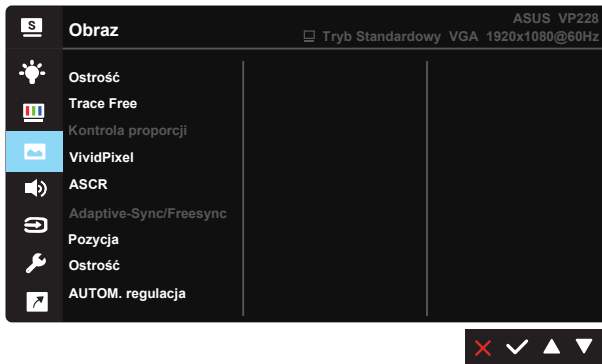 S
Obraz
ASUS VP228
Tryb Standardowy VGA 1920x1080@60Hz
Ostrość
Trace Free
Kontrola proporcji
VividPixel
ASCR
Adaptive-Sync/Freesync
Pozycja
Ostrość
AUTOM. regulacja